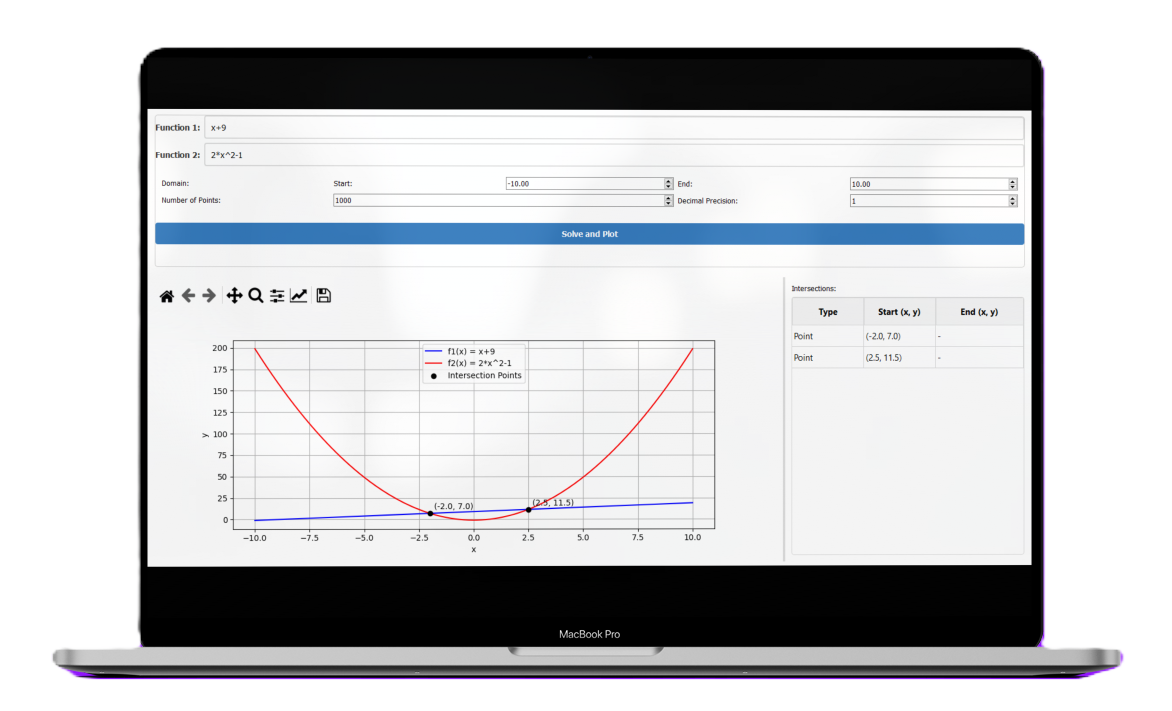 Function 1: x+9
Function 2: 2*x^2-1
Domain: Start: -10.00 End: 10.00
Number of Points: 1000 Decimal Precision: 1
Solve and Plot
Intersections:
Type Start (x, y) End (x, y)
Point (-2.0, 7.0) -
Point (2.5, 11.5) -
f1(x) = x+9
f2(x) = 2*x^2-1
Intersection Points
200
175
150
125
100
75
50
25
0
y
(-2.0, 7.0)
(2.5, 11.5)
−10.0 −7.5 −5.0 −2.5 0.0 2.5 5.0 7.5 10.0
x
MacBook Pro